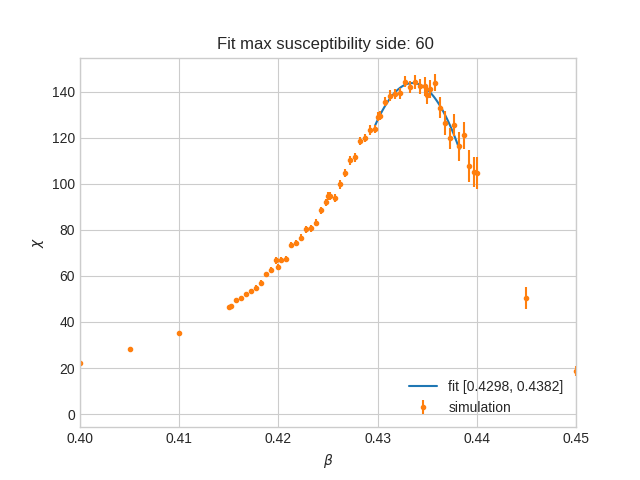 Fit max susceptibility side: 60
χ
140
120
100
80
60
40
20
0
0.40 0.41 0.42 0.43 0.44 0.45
β
fit [0.4298, 0.4382]
simulation